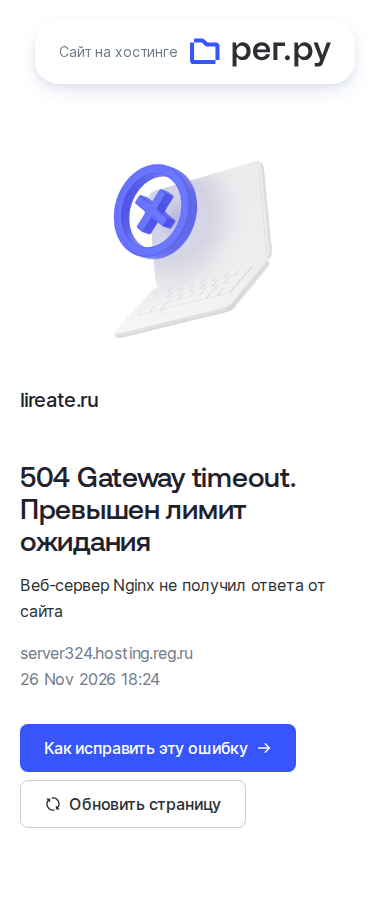 Сайт на хостинге рег.ру
lireate.ru
504 Gateway timeout.
Превышен лимит
ожидания
Веб-сервер Nginx не получил ответа от
сайта
server324.hosting.reg.ru
26 Nov 2026 18:24
Как исправить эту ошибку →
Обновить страницу